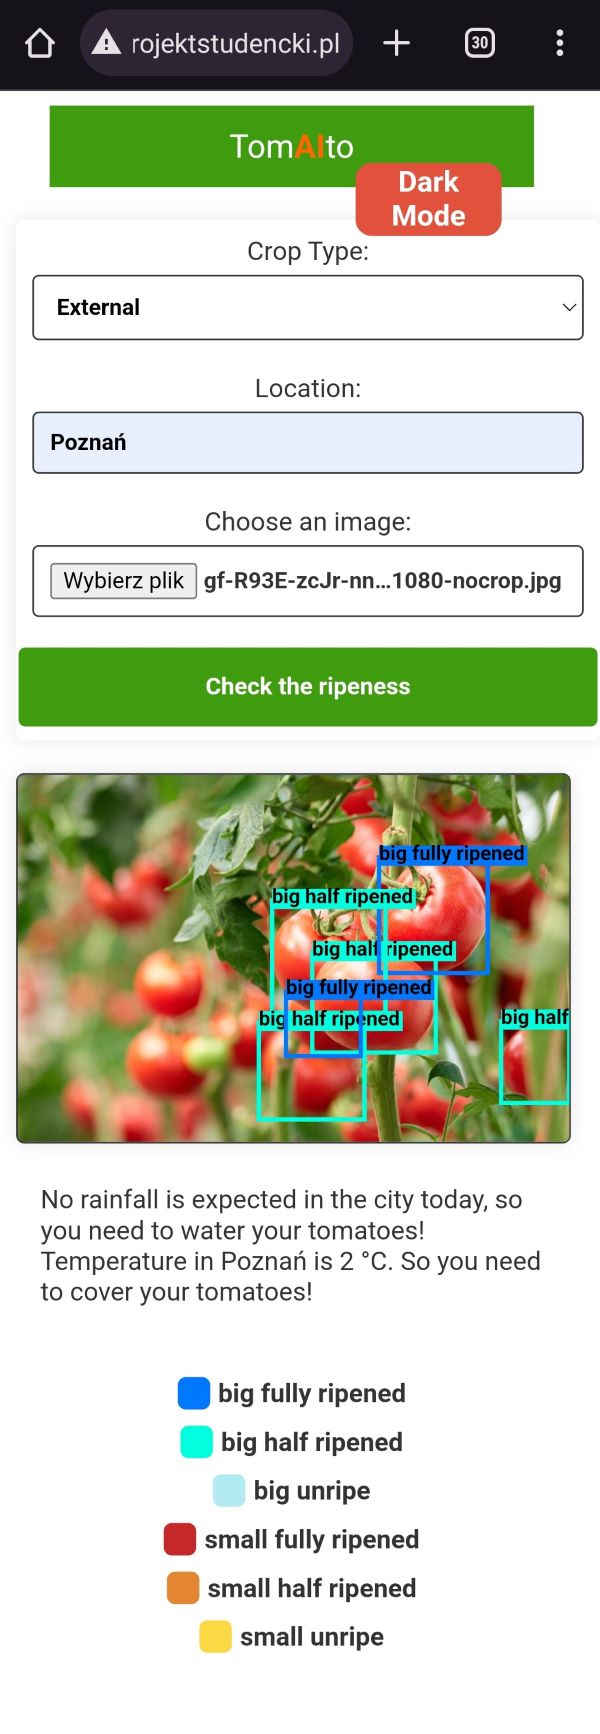 rojektstudencki.pl
30
TomAIto
Dark
Mode
Crop Type:
External
Location:
Poznań
Choose an image:
Wybierz plik gf-R93E-zcJr-nn...1080-nocrop.jpg
Check the ripeness
big fully ripened
big half ripened
big half ripened
big fully ripened
big half ripened
big half
No rainfall is expected in the city today, so
you need to water your tomatoes!
Temperature in Poznań is 2 °C. So you need
to cover your tomatoes!
big fully ripened
big half ripened
big unripe
small fully ripened
small half ripened
small unripe